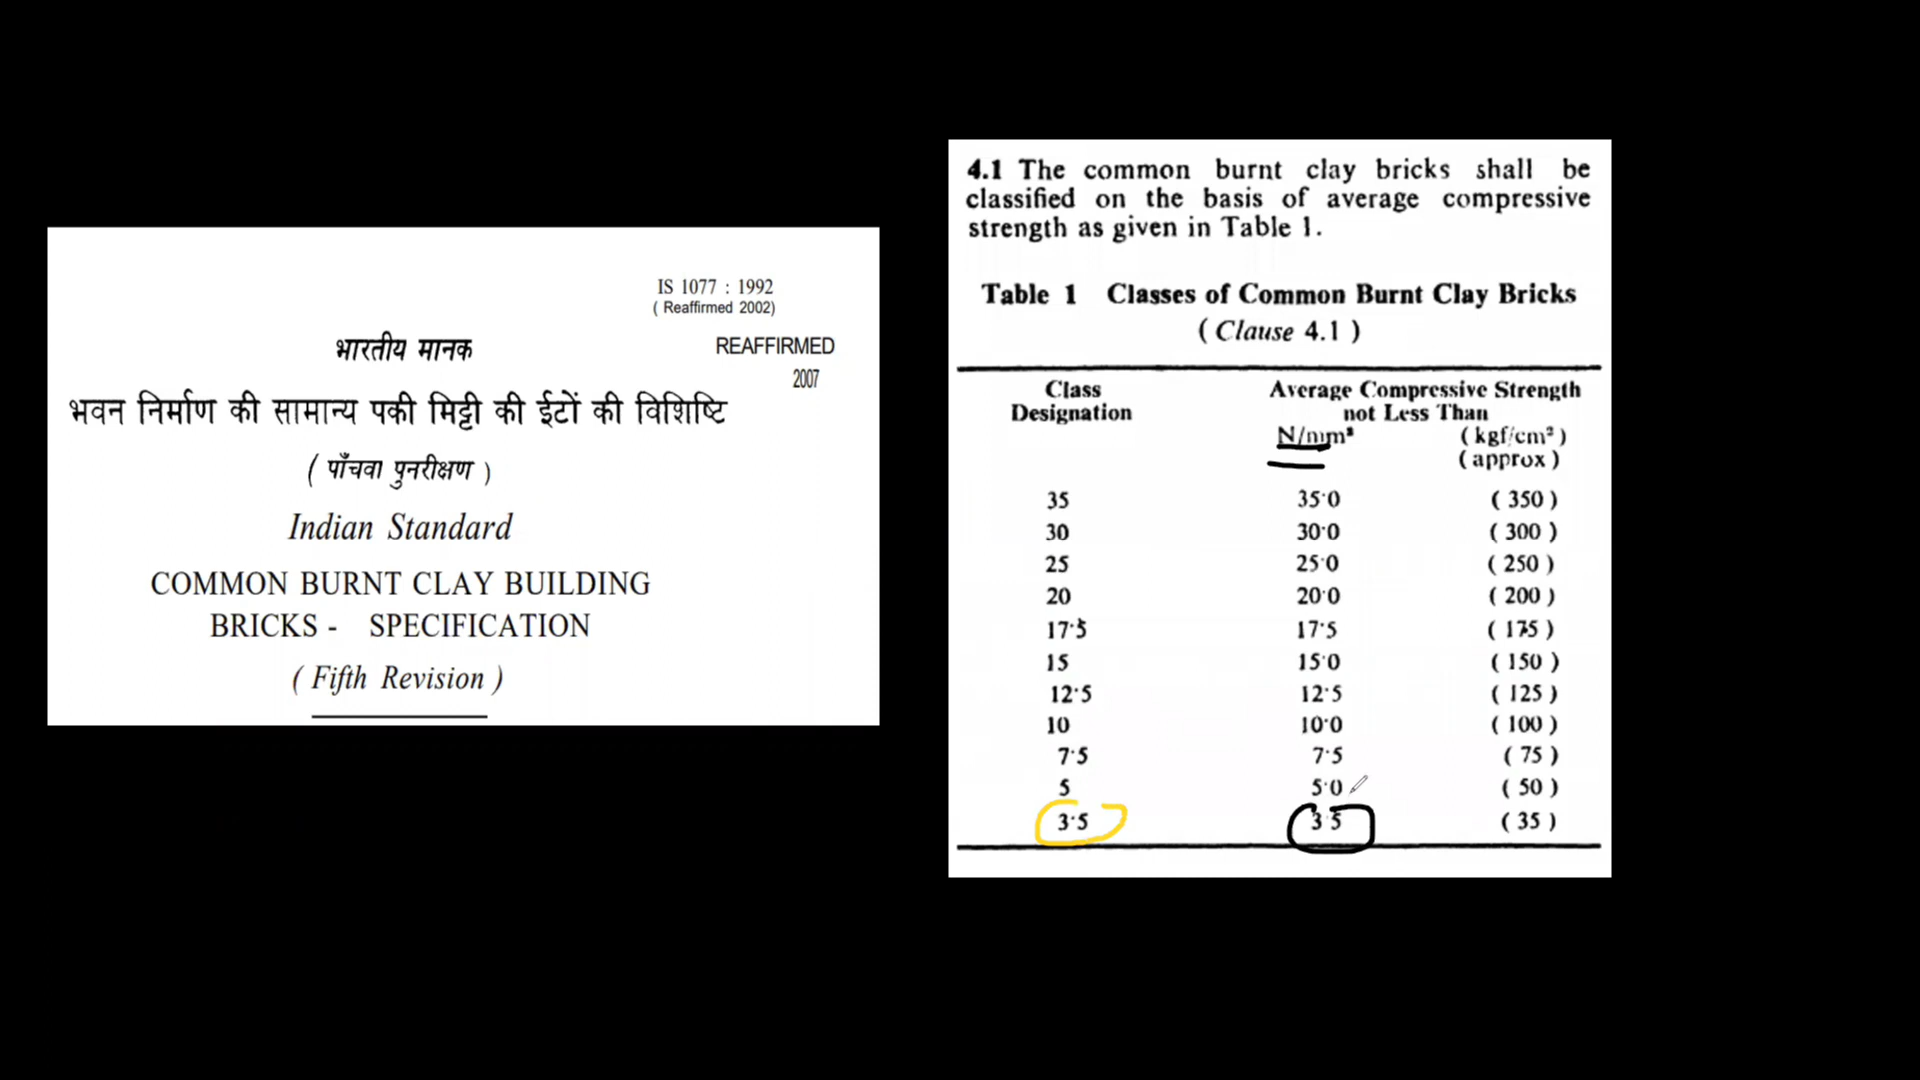 IS 1077 : 1992
( Reaffirmed 2002)
भारतीय मानक
REAFFIRMED
2007
भवन निर्माण की सामान्य पकी मिट्टी की ईटों की विशिष्टि
( पाँचवा पुनरीक्षण )
Indian Standard
COMMON BURNT CLAY BUILDING
BRICKS - SPECIFICATION
( Fifth Revision )
4.1 The common burnt clay bricks shall be
classified on the basis of average compressive
strength as given in Table 1.
Table 1 Classes of Common Burnt Clay Bricks
( Clause 4.1 )
Class Average Compressive Strength
Designation not Less Than
N/mm² ( kgf/cm² )
( approx )
35 35·0 ( 350 )
30 30·0 ( 300 )
25 25·0 ( 250 )
20 20·0 ( 200 )
17·5 17·5 ( 175 )
15 15·0 ( 150 )
12·5 12·5 ( 125 )
10 10·0 ( 100 )
7·5 7·5 ( 75 )
5 5·0 ( 50 )
3·5 3·5 ( 35 )